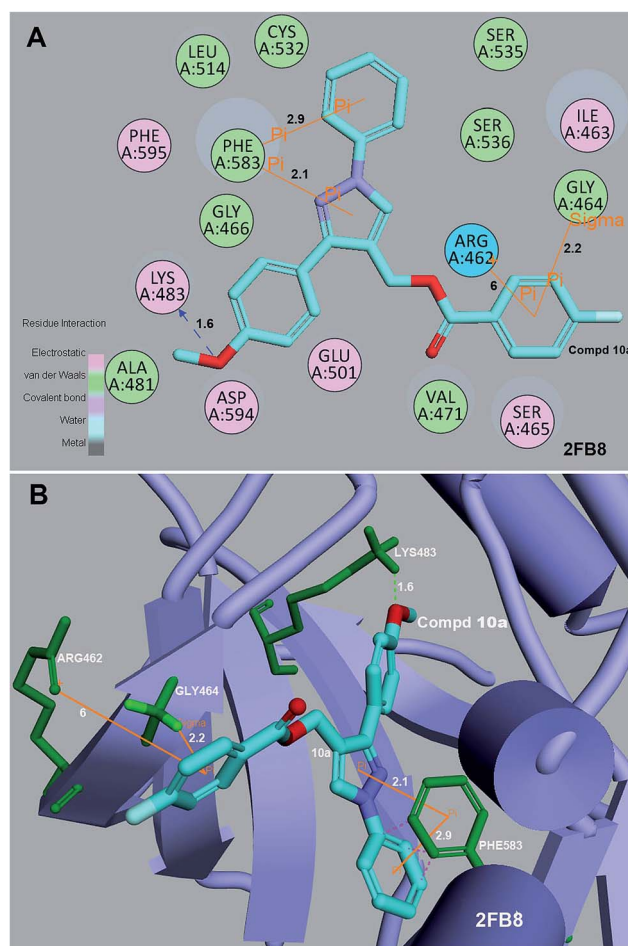 A
CYS
A:532
SER
A:535
LEU
A:514
2.9
Pi
Pi
PHE
A:595
PHE
A:583
Pi
2.1
Pi
SER
A:536
ILE
A:463
GLY
A:464
Sigma
GLY
A:466
ARG
A:462
2.2
Pi
6
Pi
LYS
A:483
1.6
Residue Interaction
Electrostatic
van der Waals
Covalent bond
Water
Metal
ALA
A:481
ASP
A:594
GLU
A:501
VAL
A:471
SER
A:465
Compd 10a
2FB8
B
LYS483
1.6
Compd 10a
ARG462
GLY464
6
2.2
10a
Pi
2.1
Pi
2.9
PHE583
2FB8